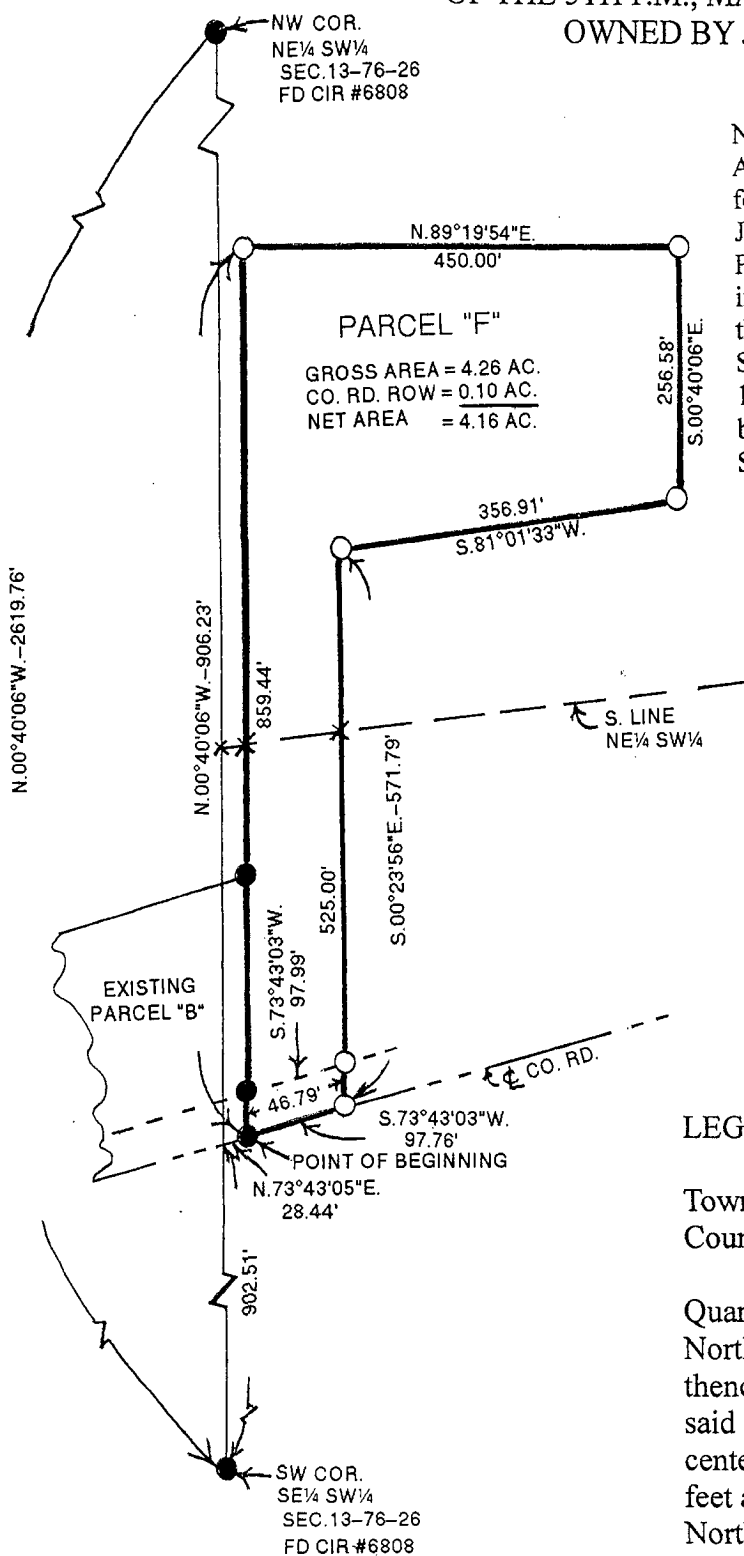 OF THE 5TH P.M., MA
OWNED BY J
NW COR.
NE¼ SW¼
SEC.13–76–26
FD CIR #6808
N
A
fo
J
P
i
th
S
1
b
S
N.89°19'54"E.
450.00'
PARCEL "F"
GROSS AREA = 4.26 AC.
CO. RD. ROW = 0.10 AC.
NET AREA = 4.16 AC.
256.58'
S.00°40'06"E.
356.91'
S.81°01'33"W.
N.00°40'06"W.–2619.76'
N.00°40'06"W.–906.23'
859.44'
S. LINE
NE¼ SW¼
525.00'
S.00°23'56"E.–571.79'
S.73°43'03"W.
97.99'
EXISTING
PARCEL "B"
46.79'
℄ CO. RD.
S.73°43'03"W.
97.76'
POINT OF BEGINNING
N.73°43'05"E.
28.44'
902.51'
SW COR.
SE¼ SW¼
SEC.13–76–26
FD CIR #6808
LEG
Town
Coun
Quar
North
thenc
said
cente
feet a
North